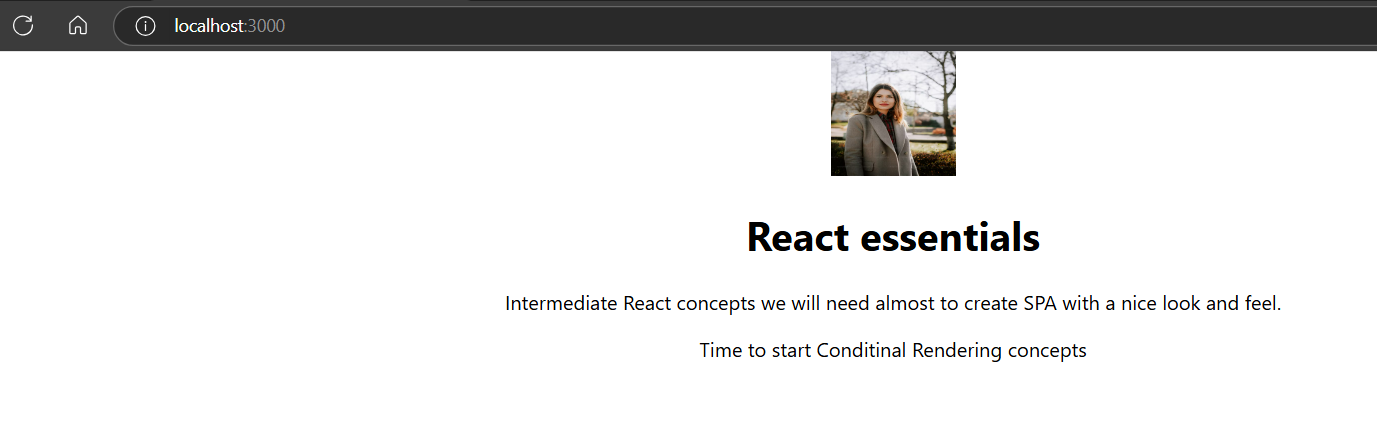 localhost:3000
React essentials
Intermediate React concepts we will need almost to create SPA with a nice look and feel.
Time to start Conditinal Rendering concepts